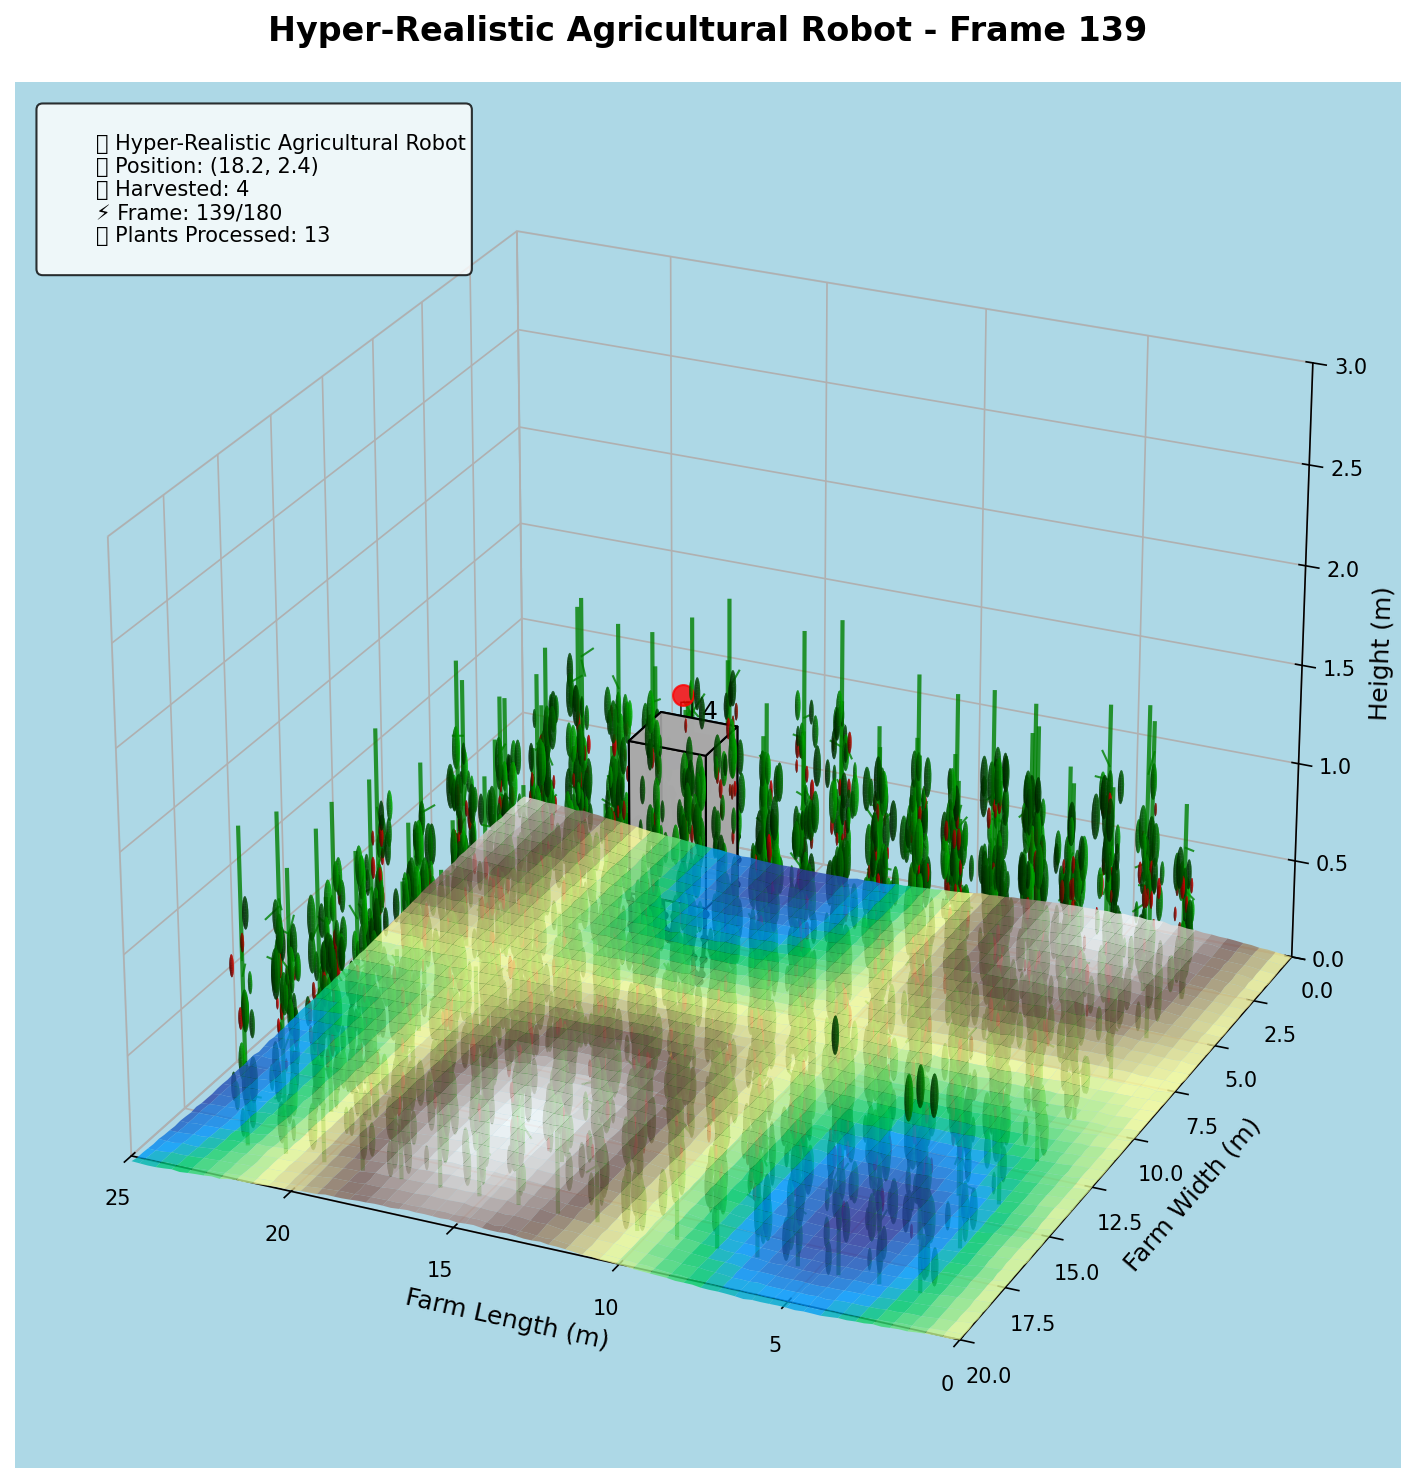 Hyper-Realistic Agricultural Robot - Frame 139
Hyper-Realistic Agricultural Robot
Position: (18.2, 2.4)
Harvested: 4
⚡ Frame: 139/180
Plants Processed: 13
4
3.0
2.5
2.0
1.5
1.0
0.5
0.0
Height (m)
0.0
2.5
5.0
7.5
10.0
12.5
15.0
17.5
20.0
Farm Width (m)
25
20
15
10
5
0
Farm Length (m)